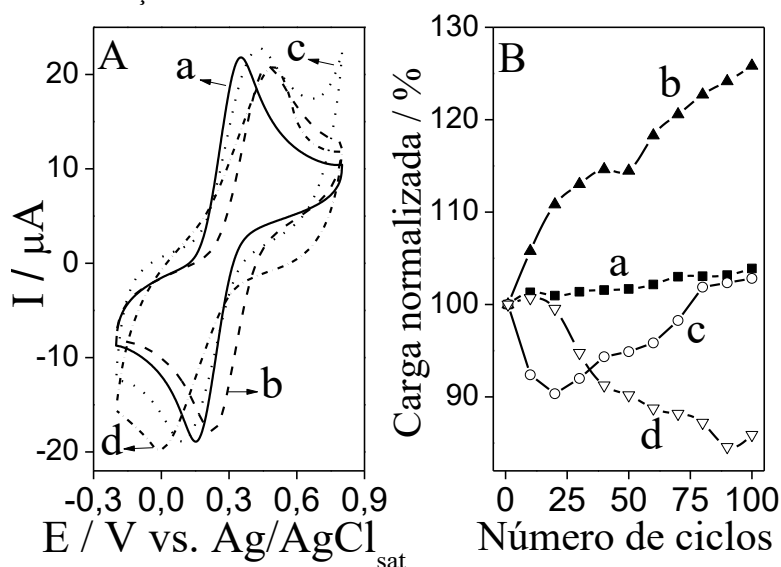 A
a
c
b
d
20
10
0
-10
-20
I / µA
-0,3 0,0 0,3 0,6 0,9
E / V vs. Ag/AgCl sat
B
b
a
c
d
130
120
110
100
90
Carga normalizada / %
0 25 50 75 100
Número de ciclos